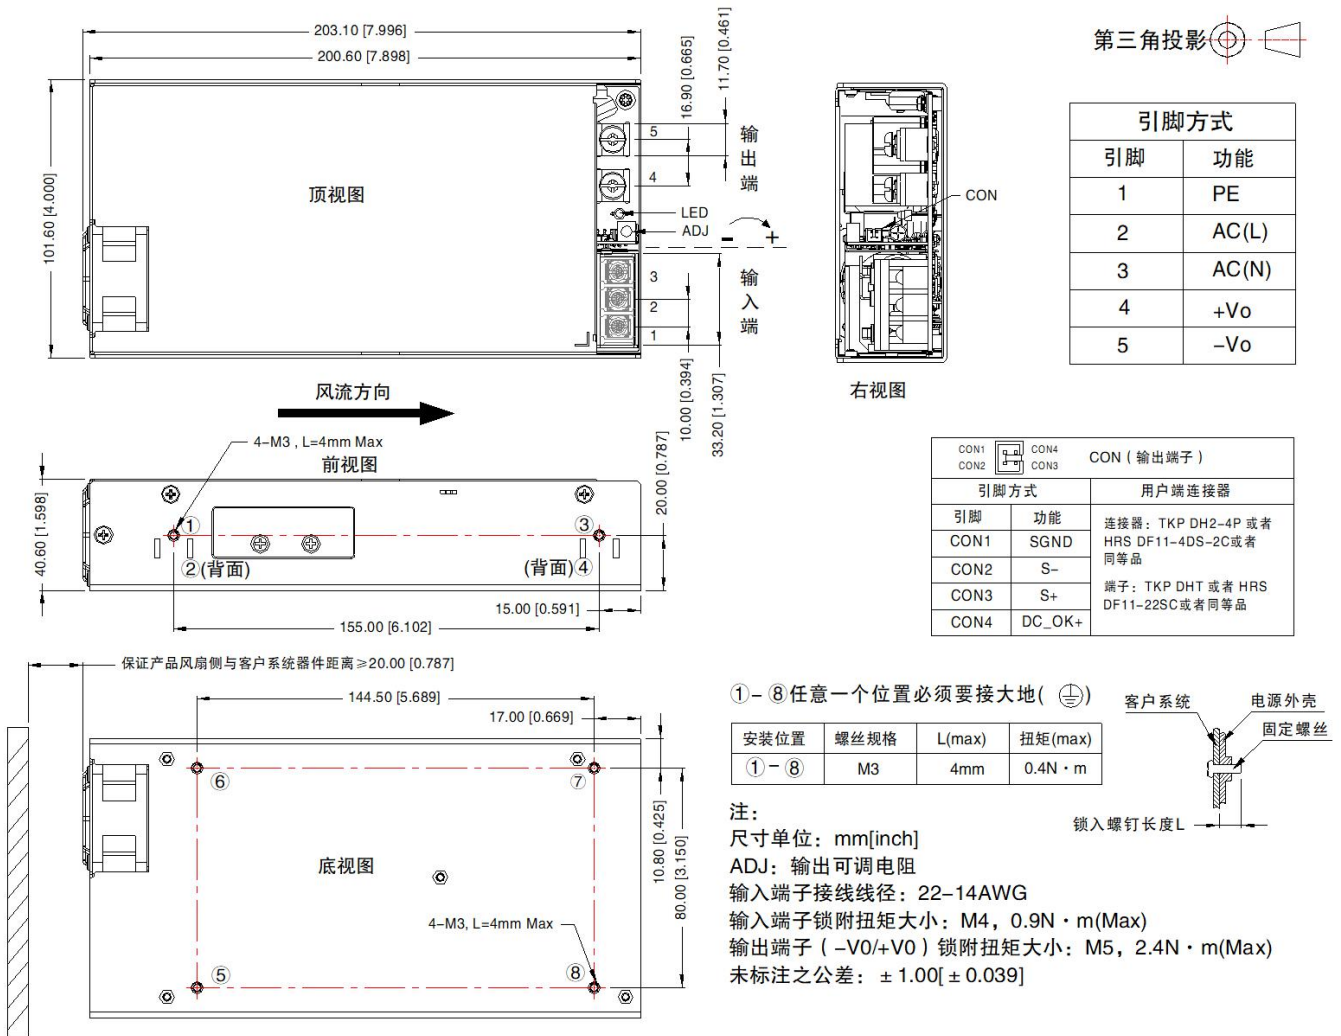 203.10 [7.996]
200.60 [7.898]
16.90 [0.665]
11.70 [0.461]
第三角投影
101.60 [4.000]
顶视图
5
4
输出端
LED
ADJ
- +
3
2
1
输入端
10.00 [0.394]
33.20 [1.307]
CON
右视图
引脚方式
引脚 功能
1 PE
2 AC(L)
3 AC(N)
4 +Vo
5 -Vo
风流方向
4-M3 , L=4mm Max
前视图
20.00 [0.787]
40.60 [1.598]
① ③
②(背面) (背面)④
15.00 [0.591]
155.00 [6.102]
CON1 CON4
CON2 CON3
CON ( 输出端子 )
引脚方式 用户端连接器
引脚 功能
CON1 SGND
CON2 S-
CON3 S+
CON4 DC_OK+
连接器：TKP DH2-4P 或者
HRS DF11-4DS-2C或者
同等品
端子：TKP DHT 或者 HRS
DF11-22SC或者同等品
保证产品风扇侧与客户系统器件距离≥20.00 [0.787]
144.50 [5.689]
17.00 [0.669]
⑥ ⑦
底视图
10.80 [0.425]
80.00 [3.150]
4-M3, L=4mm Max
⑤ ⑧
①-⑧任意一个位置必须要接大地( )
安装位置 螺丝规格 L(max) 扭矩(max)
①-⑧ M3 4mm 0.4N·m
客户系统 电源外壳
固定螺丝
锁入螺钉长度L
注：
尺寸单位：mm[inch]
ADJ：输出可调电阻
输入端子接线线径：22-14AWG
输入端子锁附扭矩大小：M4，0.9N·m(Max)
输出端子 ( -V0/+V0 ) 锁附扭矩大小：M5，2.4N·m(Max)
未标注之公差：±1.00[±0.039]